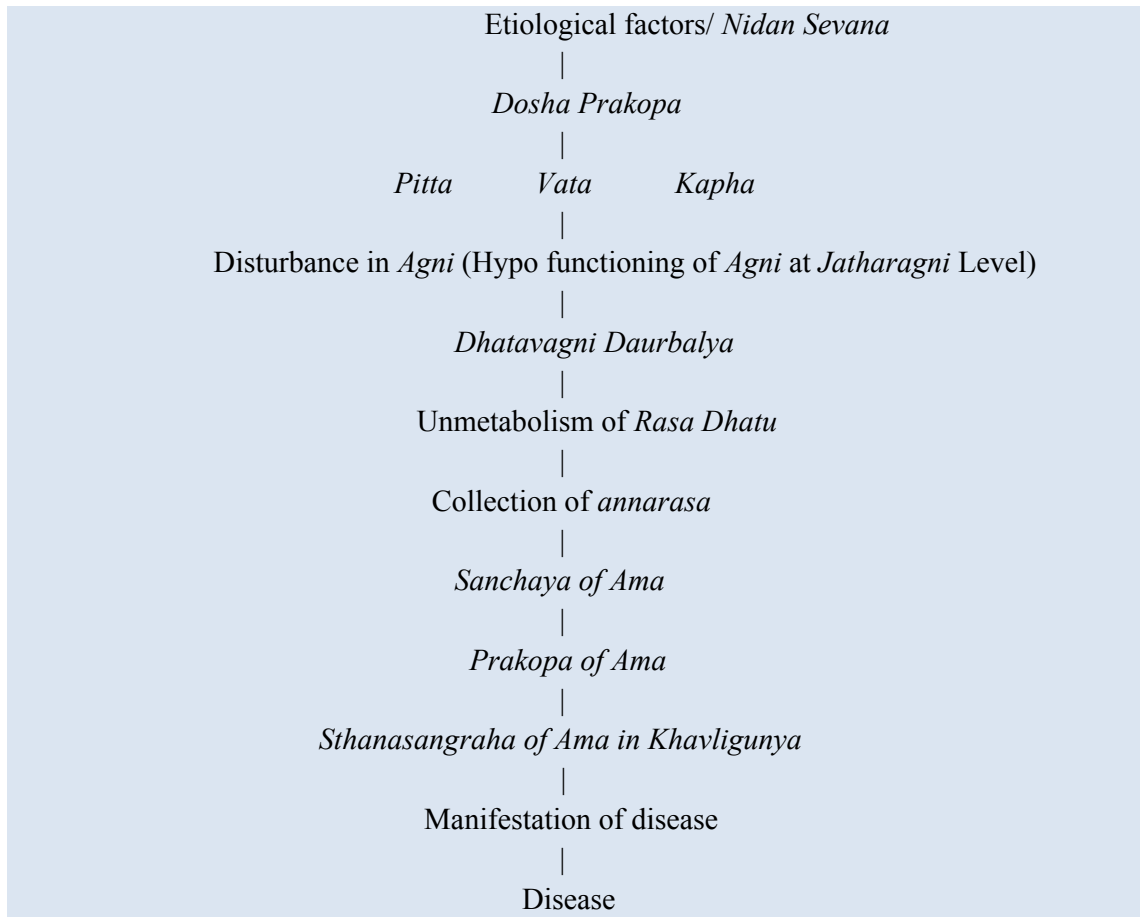 Etiological factors/ Nidan Sevana
|
Dosha Prakopa
|
Pitta Vata Kapha
|
Disturbance in Agni (Hypo functioning of Agni at Jatharagni Level)
|
Dhatavagni Daurbalya
|
Unmetabolism of Rasa Dhatu
|
Collection of annarasa
|
Sanchaya of Ama
|
Prakopa of Ama
|
Sthanasangraha of Ama in Khavligunya
|
Manifestation of disease
|
Disease